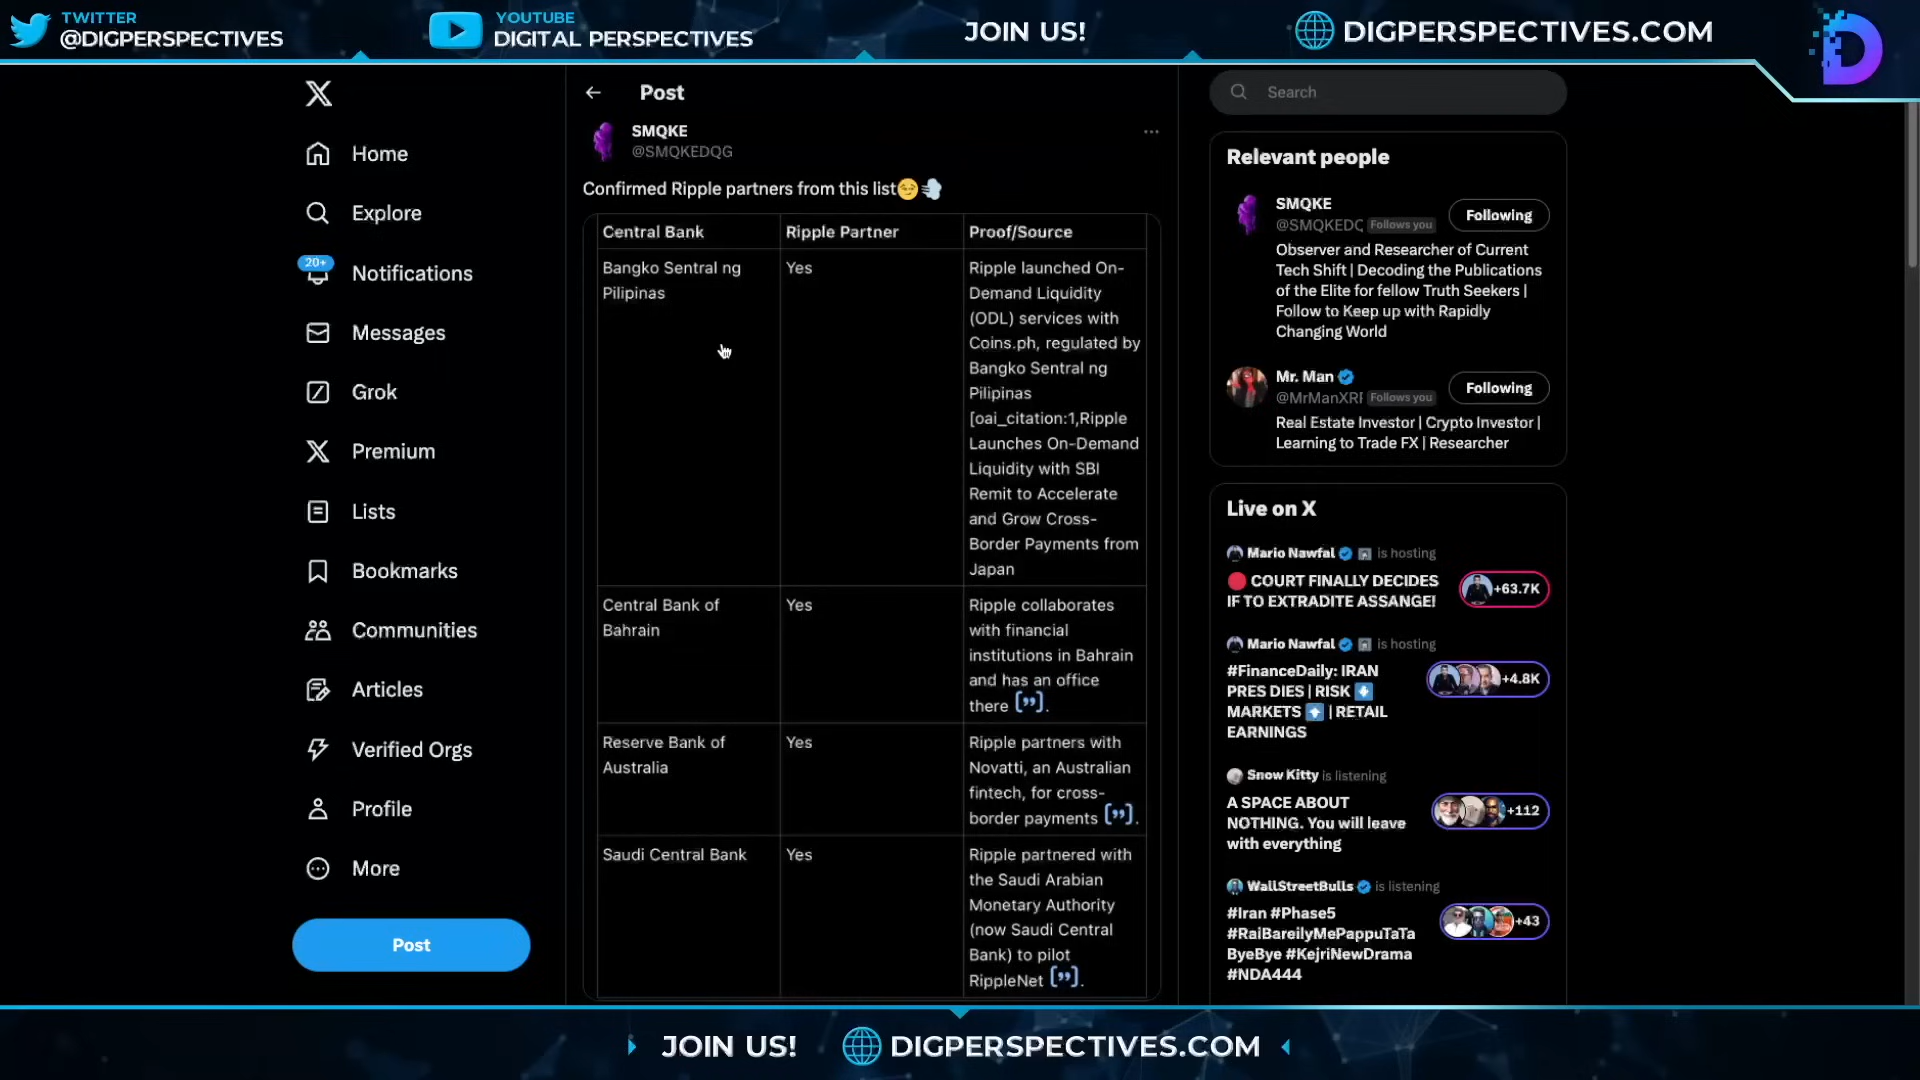 TWITTER
@DIGPERSPECTIVES
YOUTUBE
DIGITAL PERSPECTIVES
JOIN US!
DIGPERSPECTIVES.COM
Home
Explore
20+
Notifications
Messages
Grok
Premium
Lists
Bookmarks
Communities
Articles
Verified Orgs
Profile
More
Post
Post
SMQKE
@SMQKEDQG
Confirmed Ripple partners from this list😏💨
Central Bank
Ripple Partner
Proof/Source
Bangko Sentral ng
Pilipinas
Yes
Ripple launched On-
Demand Liquidity
(ODL) services with
Coins.ph, regulated by
Bangko Sentral ng
Pilipinas
[oai_citation:1,Ripple
Launches On-Demand
Liquidity with SBI
Remit to Accelerate
and Grow Cross-
Border Payments from
Japan
Central Bank of
Bahrain
Yes
Ripple collaborates
with financial
institutions in Bahrain
and has an office
there [”].
Reserve Bank of
Australia
Yes
Ripple partners with
Novatti, an Australian
fintech, for cross-
border payments [”].
Saudi Central Bank
Yes
Ripple partnered with
the Saudi Arabian
Monetary Authority
(now Saudi Central
Bank) to pilot
RippleNet [”].
Search
Relevant people
SMQKE
@SMQKEDC Follows you
Following
Observer and Researcher of Current
Tech Shift | Decoding the Publications
of the Elite for fellow Truth Seekers |
Follow to Keep up with Rapidly
Changing World
Mr. Man
@MrManXRI Follows you
Following
Real Estate Investor | Crypto Investor |
Learning to Trade FX | Researcher
Live on X
Mario Nawfal is hosting
🔴 COURT FINALLY DECIDES
IF TO EXTRADITE ASSANGE!
+63.7K
Mario Nawfal is hosting
#FinanceDaily: IRAN
PRES DIES | RISK ⬇️
MARKETS ⬆️ | RETAIL
EARNINGS
+4.8K
Snow Kitty is listening
A SPACE ABOUT
NOTHING. You will leave
with everything
+112
WallStreetBulls is listening
#Iran #Phase5
#RaiBareilyMePappuTaTa
ByeBye #KejriNewDrama
#NDA444
+43
JOIN US!
DIGPERSPECTIVES.COM